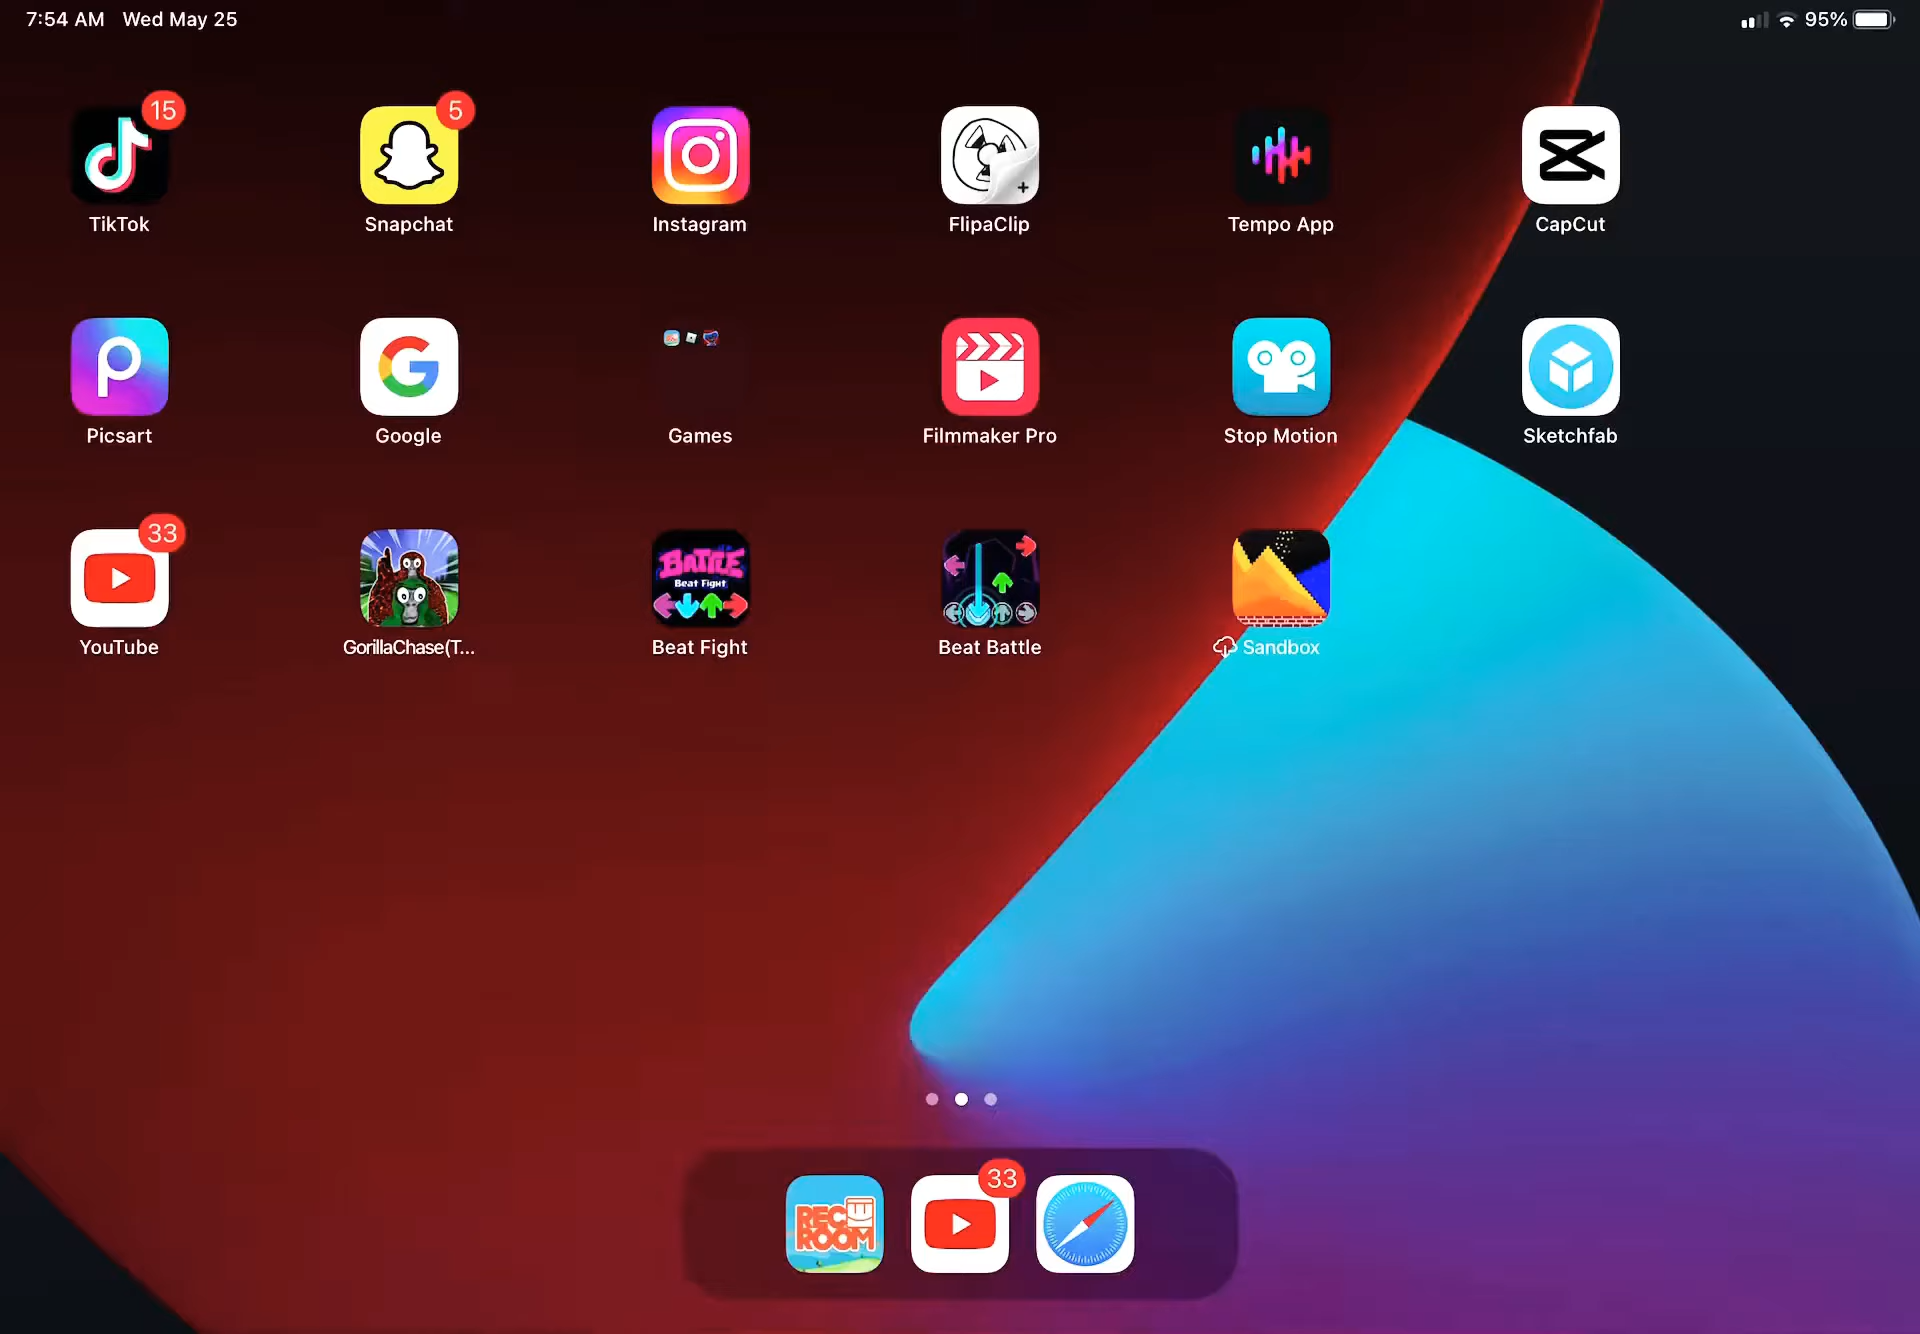 7:54 AM Wed May 25
95%
15
5
TikTok
Snapchat
Instagram
FlipaClip
Tempo App
CapCut
Picsart
Google
Games
Filmmaker Pro
Stop Motion
Sketchfab
33
BATTLE
Beat Fight
YouTube
GorillaChase(T...
Beat Fight
Beat Battle
Sandbox
33
REC
ROOM